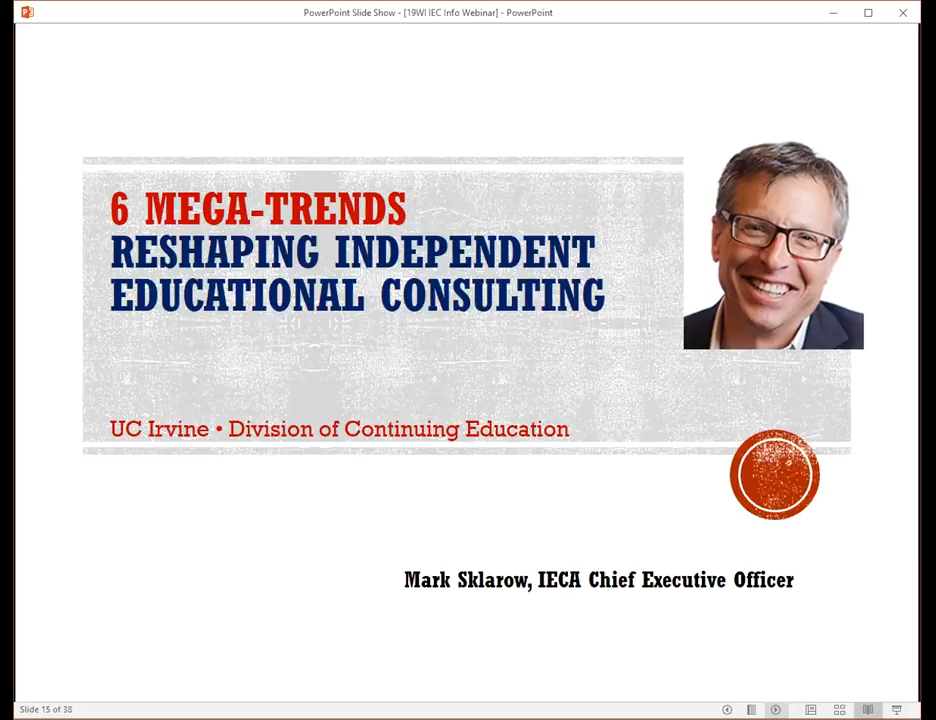 PowerPoint Slide Show - [19WI IEC Info Webinar] - PowerPoint
6 MEGA-TRENDS
RESHAPING INDEPENDENT
EDUCATIONAL CONSULTING
UC Irvine • Division of Continuing Education
Mark Sklarow, IECA Chief Executive Officer
Slide 15 of 38